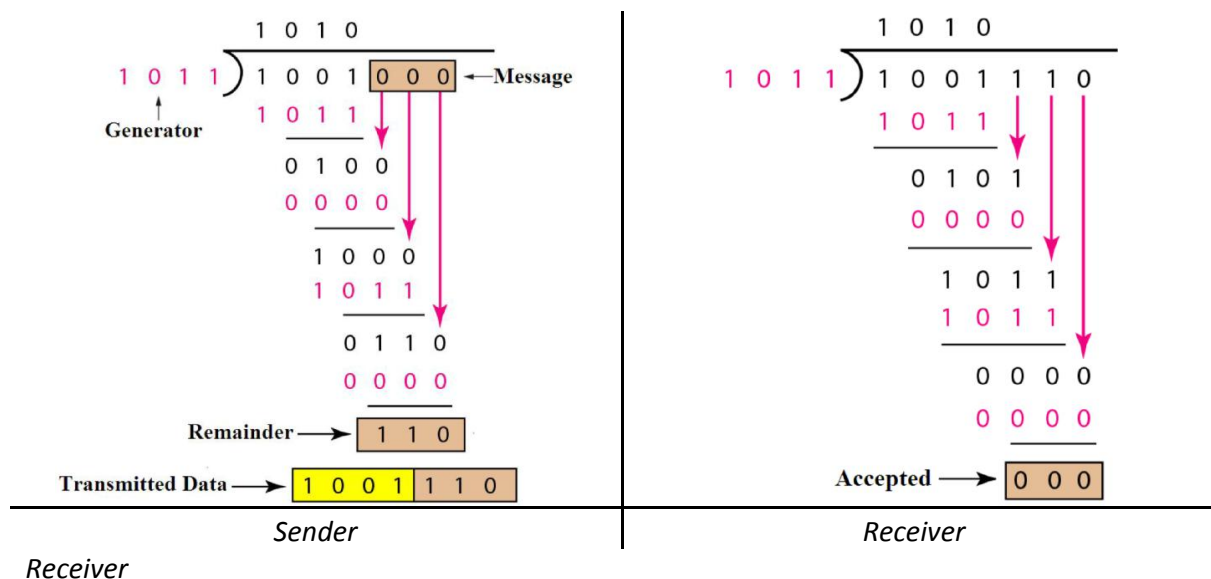 1 0 1 0
1 0 1 1 1 0 0 1 0 0 0 Message
Generator
1 0 1 1
0 1 0 0
0 0 0 0
1 0 0 0
1 0 1 1
0 1 1 0
0 0 0 0
Remainder 1 1 0
Transmitted Data 1 0 0 1 1 1 0
Sender
1 0 1 0
1 0 1 1 1 0 0 1 1 1 0
1 0 1 1
0 1 0 1
0 0 0 0
1 0 1 1
1 0 1 1
0 0 0 0
0 0 0 0
Accepted 0 0 0
Receiver
Receiver